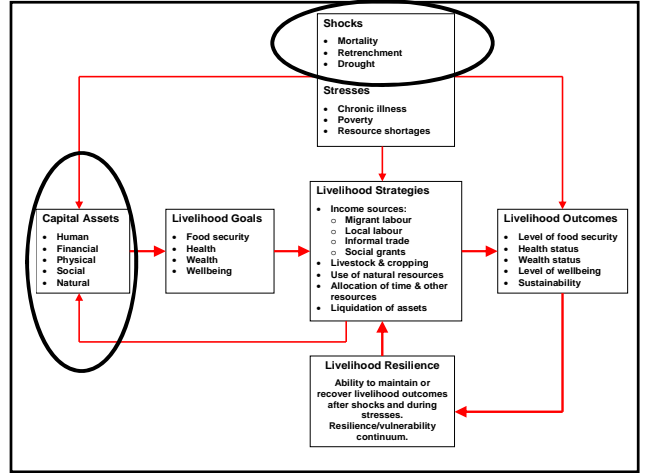 Shocks
• Mortality
• Retrenchment
• Drought
Stresses
• Chronic illness
• Poverty
• Resource shortages
Capital Assets
• Human
• Financial
• Physical
• Social
• Natural
Livelihood Goals
• Food security
• Health
• Wealth
• Wellbeing
Livelihood Strategies
• Income sources:
o Migrant labour
o Local labour
o Informal trade
o Social grants
• Livestock & cropping
• Use of natural resources
• Allocation of time & other
resources
• Liquidation of assets
Livelihood Outcomes
• Level of food security
• Health status
• Wealth status
• Level of wellbeing
• Sustainability
Livelihood Resilience
Ability to maintain or
recover livelihood outcomes
after shocks and during
stresses.
Resilience/vulnerability
continuum.